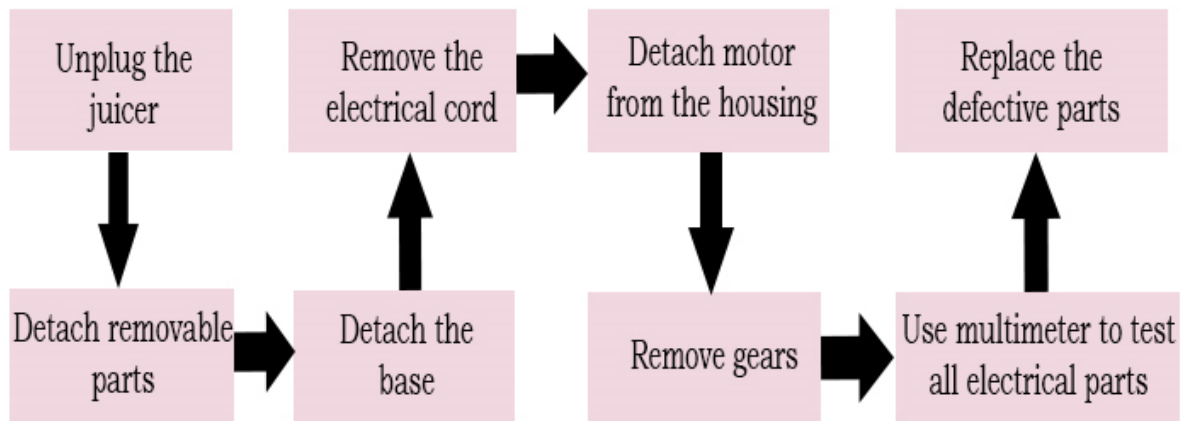 Unplug the
juicer
Detach removable
parts
Detach the
base
Remove the
electrical cord
Detach motor
from the housing
Remove gears
Use multimeter to test
all electrical parts
Replace the
defective parts